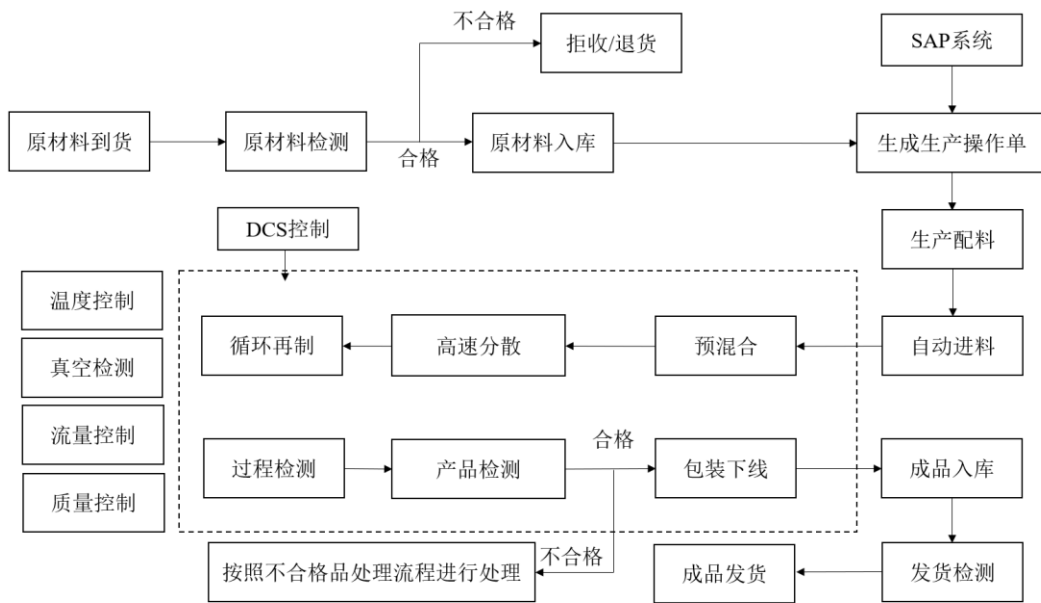 不合格
拒收/退货
SAP系统
原材料到货
原材料检测
合格
原材料入库
生成生产操作单
DCS控制
生产配料
温度控制
循环再制
高速分散
预混合
自动进料
真空检测
流量控制
合格
过程检测
产品检测
包装下线
成品入库
质量控制
不合格
按照不合格品处理流程进行处理
成品发货
发货检测